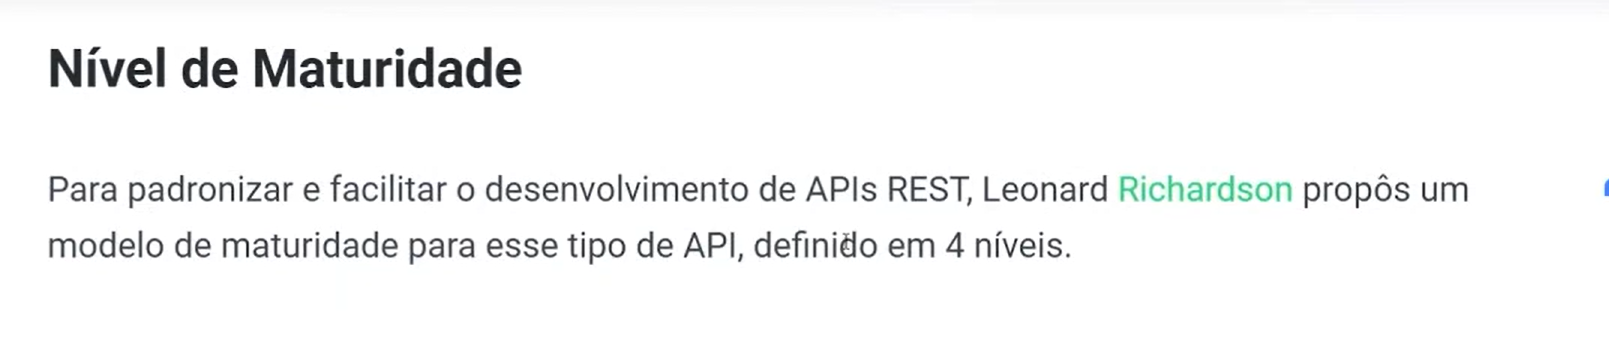 Nível de Maturidade
Para padronizar e facilitar o desenvolvimento de APIs REST, Leonard Richardson propôs um
modelo de maturidade para esse tipo de API, definido em 4 níveis.